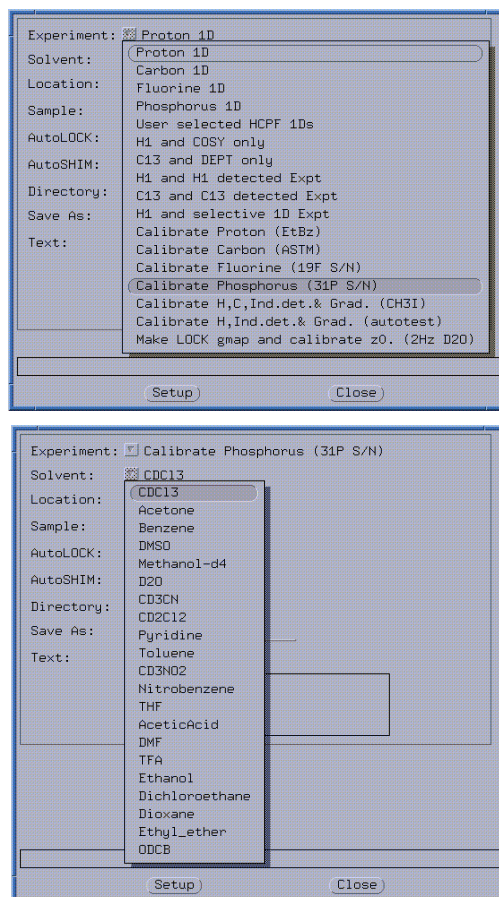 Experiment: Proton 1D
Proton 1D
Solvent:
Carbon 1D
Fluorine 1D
Location:
Phosphorus 1D
Sample:
User selected HCPF 1Ds
AutoLOCK:
H1 and COSY only
C13 and DEPT only
AutoSHIM:
H1 and H1 detected Expt
Directory:
C13 and C13 detected Expt
Save As:
H1 and selective 1D Expt
Text:
Calibrate Proton (EtBz)
Calibrate Carbon (ASTM)
Calibrate Fluorine (19F S/N)
Calibrate Phosphorus (31P S/N)
Calibrate H,C,Ind.det.& Grad. (CH3I)
Calibrate H,Ind.det.& Grad. (autotest)
Make LOCK gmap and calibrate z0. (2Hz D2O)
Setup Close
Experiment: Calibrate Phosphorus (31P S/N)
Solvent: CDCl3
CDCl3
Location:
Acetone
Sample:
Benzene
DMSO
AutoLOCK:
Methanol-d4
AutoSHIM:
D2O
CD3CN
Directory:
CD2Cl2
Save As:
Pyridine
Text:
Toluene
CD3NO2
Nitrobenzene
THF
AceticAcid
DMF
TFA
Ethanol
Dichloroethane
Dioxane
Ethyl_ether
ODCB
Setup Close